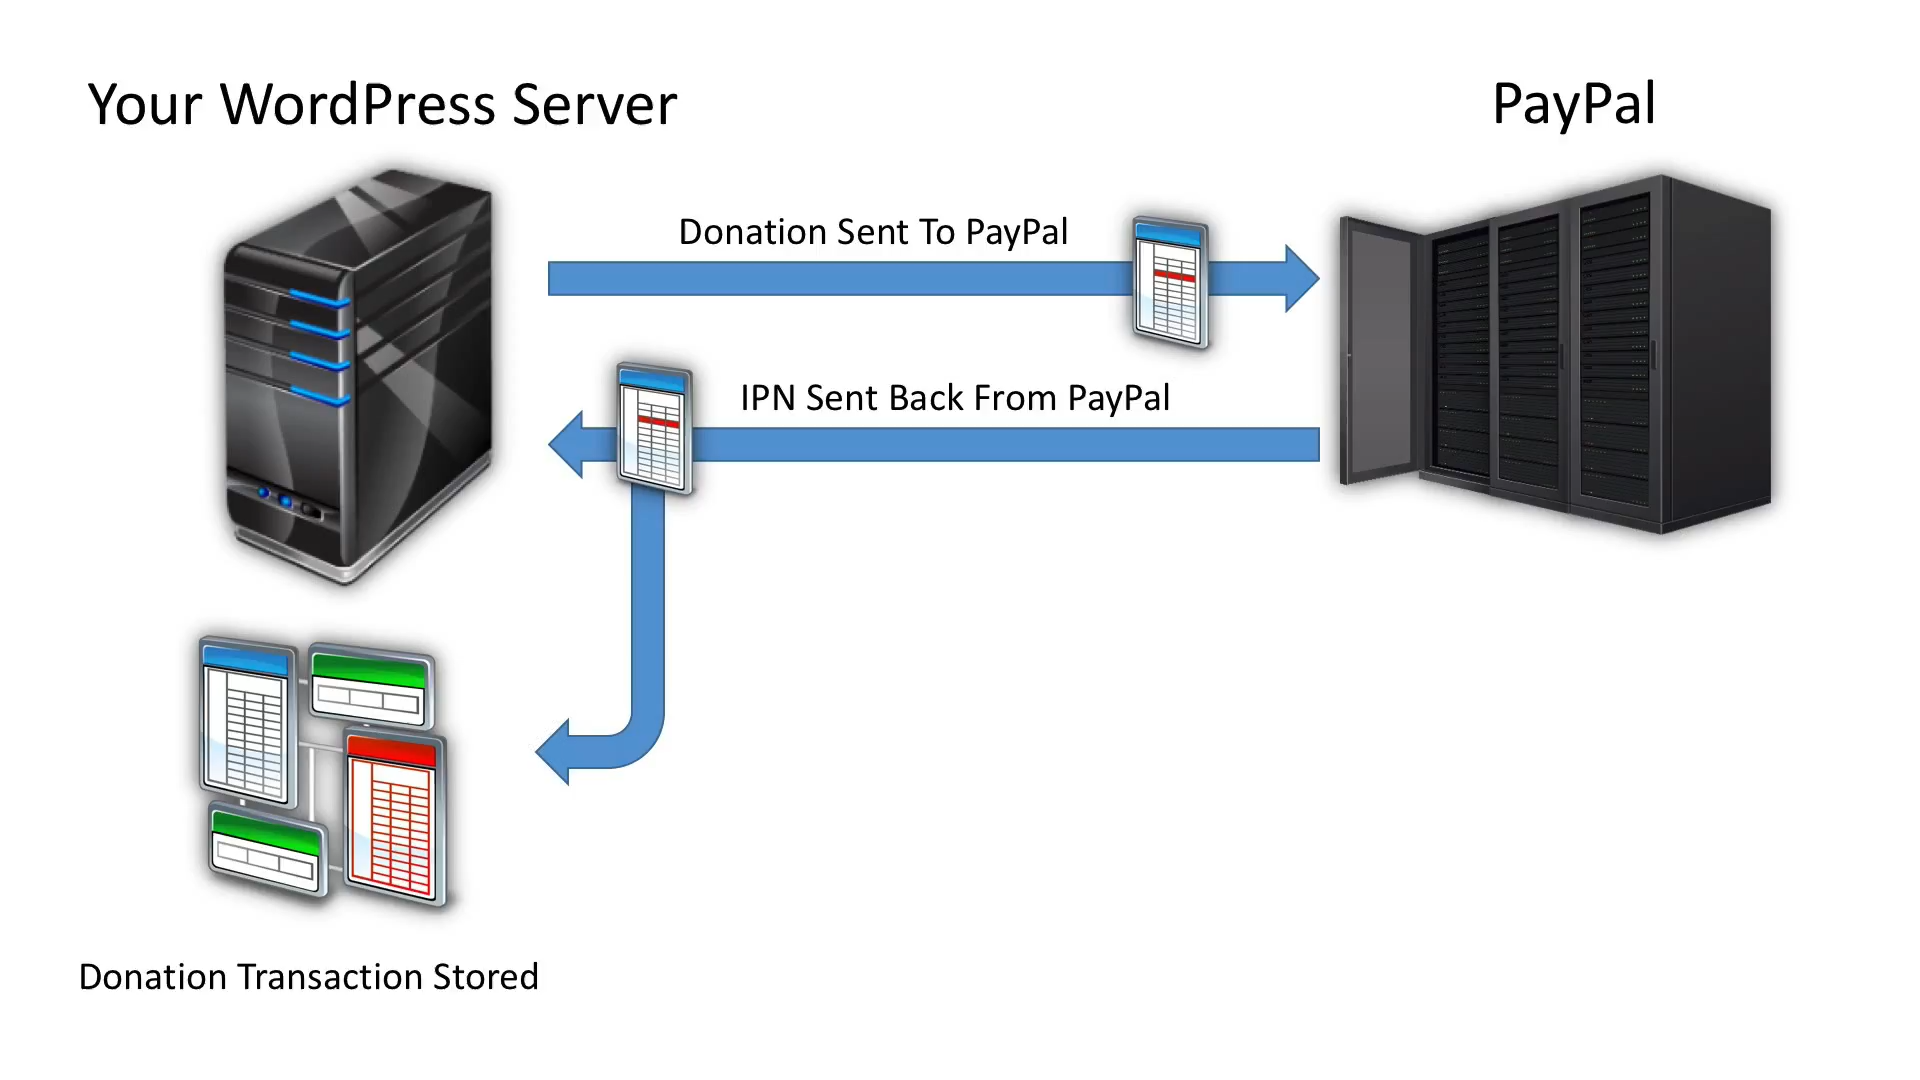 Your WordPress Server
PayPal
Donation Sent To PayPal
IPN Sent Back From PayPal
Donation Transaction Stored